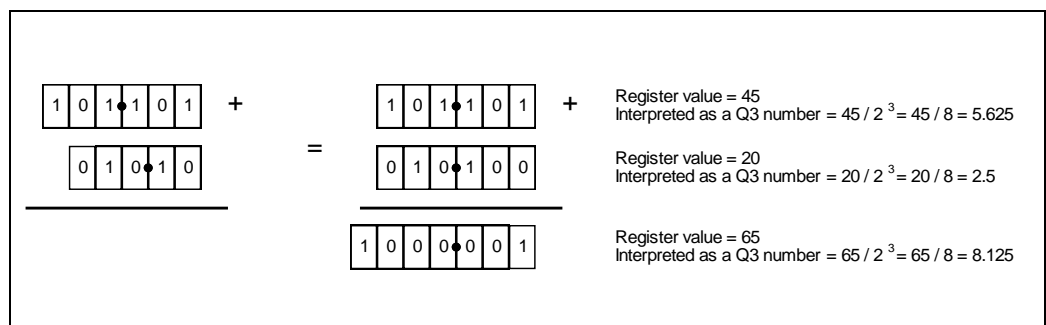 1 0 1 1 0 1 + 1 0 1 1 0 1 + Register value = 45
Interpreted as a Q3 number = 45 / 2 ³ = 45 / 8 = 5.625
0 1 0 1 0 = 0 1 0 1 0 0 Register value = 20
Interpreted as a Q3 number = 20 / 2 ³ = 20 / 8 = 2.5
1 0 0 0 0 0 1 Register value = 65
Interpreted as a Q3 number = 65 / 2 ³ = 65 / 8 = 8.125